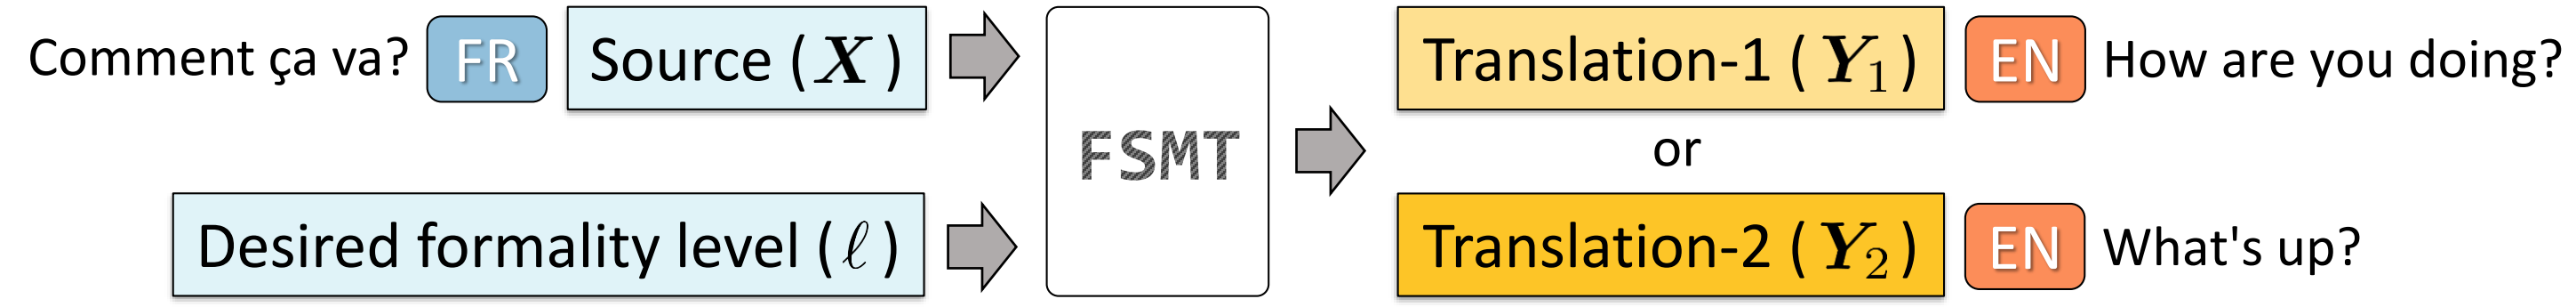 Comment ça va? FR Source (X) FSMT Translation-1 (Y₁) EN How are you doing?
or
Desired formality level (ℓ) Translation-2 (Y₂) EN What's up?